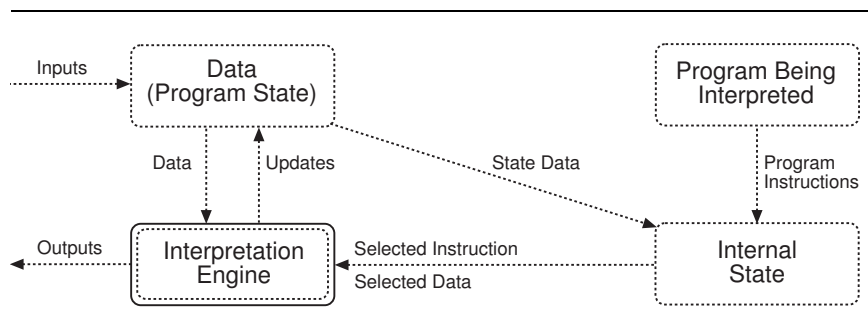 Inputs
Data
(Program State)
Program Being
Interpreted
Data
Updates
State Data
Program
Instructions
Outputs
Interpretation
Engine
Selected Instruction
Selected Data
Internal
State